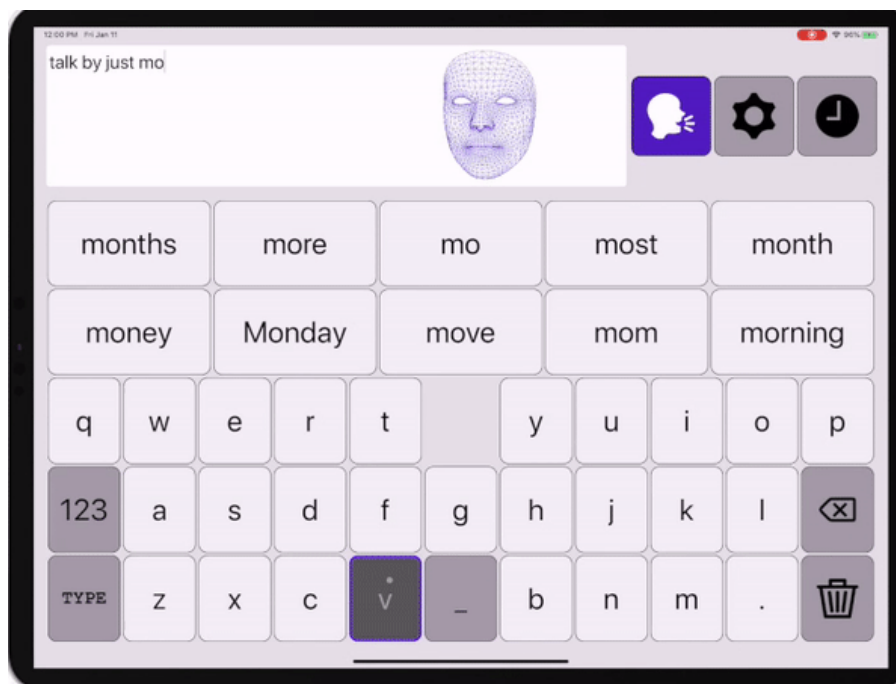 12:00 PM Fri Jan 11 96%
talk by just mo
months more mo most month
money Monday move mom morning
q w e r t y u i o p
123 a s d f g h j k l
TYPE z x c v _ b n m .